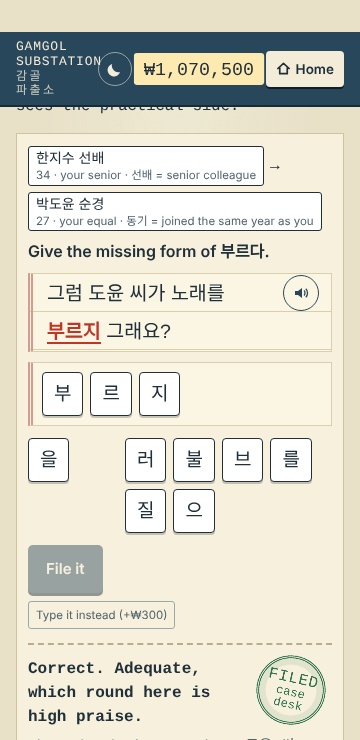 GAMGOL
SUBSTATION
감골
파출소
₩1,070,500
Home
한지수 선배
34 · your senior · 선배 = senior colleague
→
박도윤 순경
27 · your equal · 동기 = joined the same year as you
Give the missing form of 부르다.
그럼 도윤 씨가 노래를
부르지 그래요?
부 르 지
을 러 불 브 를
질 으
File it
Type it instead (+₩300)
Correct. Adequate,
which round here is
high praise.
FILED
case
desk